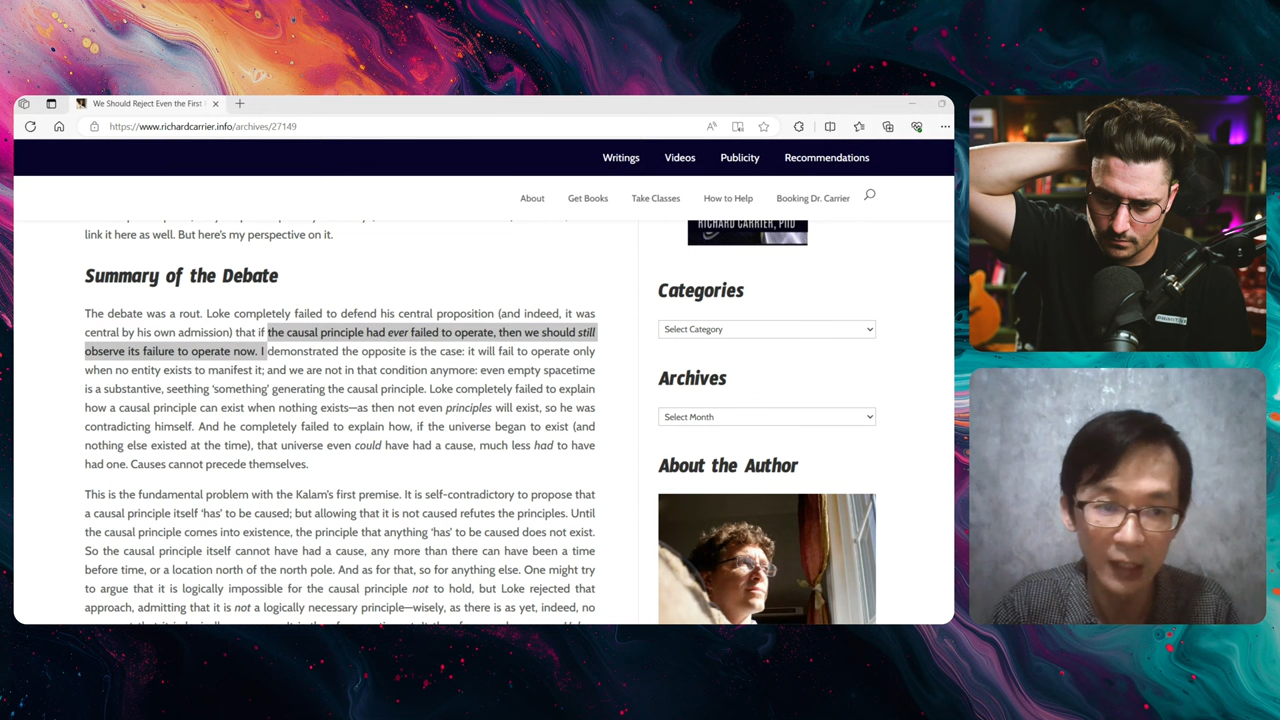 We Should Reject Even the First
https://www.richardcarrier.info/archives/27149
Writings Videos Publicity Recommendations
About Get Books Take Classes How to Help Booking Dr. Carrier
link it here as well. But here's my perspective on it.
Summary of the Debate
The debate was a rout. Loke completely failed to defend his central proposition (and indeed, it was
central by his own admission) that if the causal principle had ever failed to operate, then we should still
observe its failure to operate now. I demonstrated the opposite is the case: it will fail to operate only
when no entity exists to manifest it; and we are not in that condition anymore: even empty spacetime
is a substantive, seething 'something' generating the causal principle. Loke completely failed to explain
how a causal principle can exist when nothing exists—as then not even principles will exist, so he was
contradicting himself. And he completely failed to explain how, if the universe began to exist (and
nothing else existed at the time), that universe even could have had a cause, much less had to have
had one. Causes cannot precede themselves.
This is the fundamental problem with the Kalam's first premise. It is self-contradictory to propose that
a causal principle itself 'has' to be caused; but allowing that it is not caused refutes the principles. Until
the causal principle comes into existence, the principle that anything 'has' to be caused does not exist.
So the causal principle itself cannot have had a cause, any more than there can have been a time
before time, or a location north of the north pole. And as for that, so for anything else. One might try
to argue that it is logically impossible for the causal principle not to hold, but Loke rejected that
approach, admitting that it is not a logically necessary principle—wisely, as there is as yet, indeed, no
RICHARD CARRIER, PHD
Categories
Select Category
Archives
Select Month
About the Author